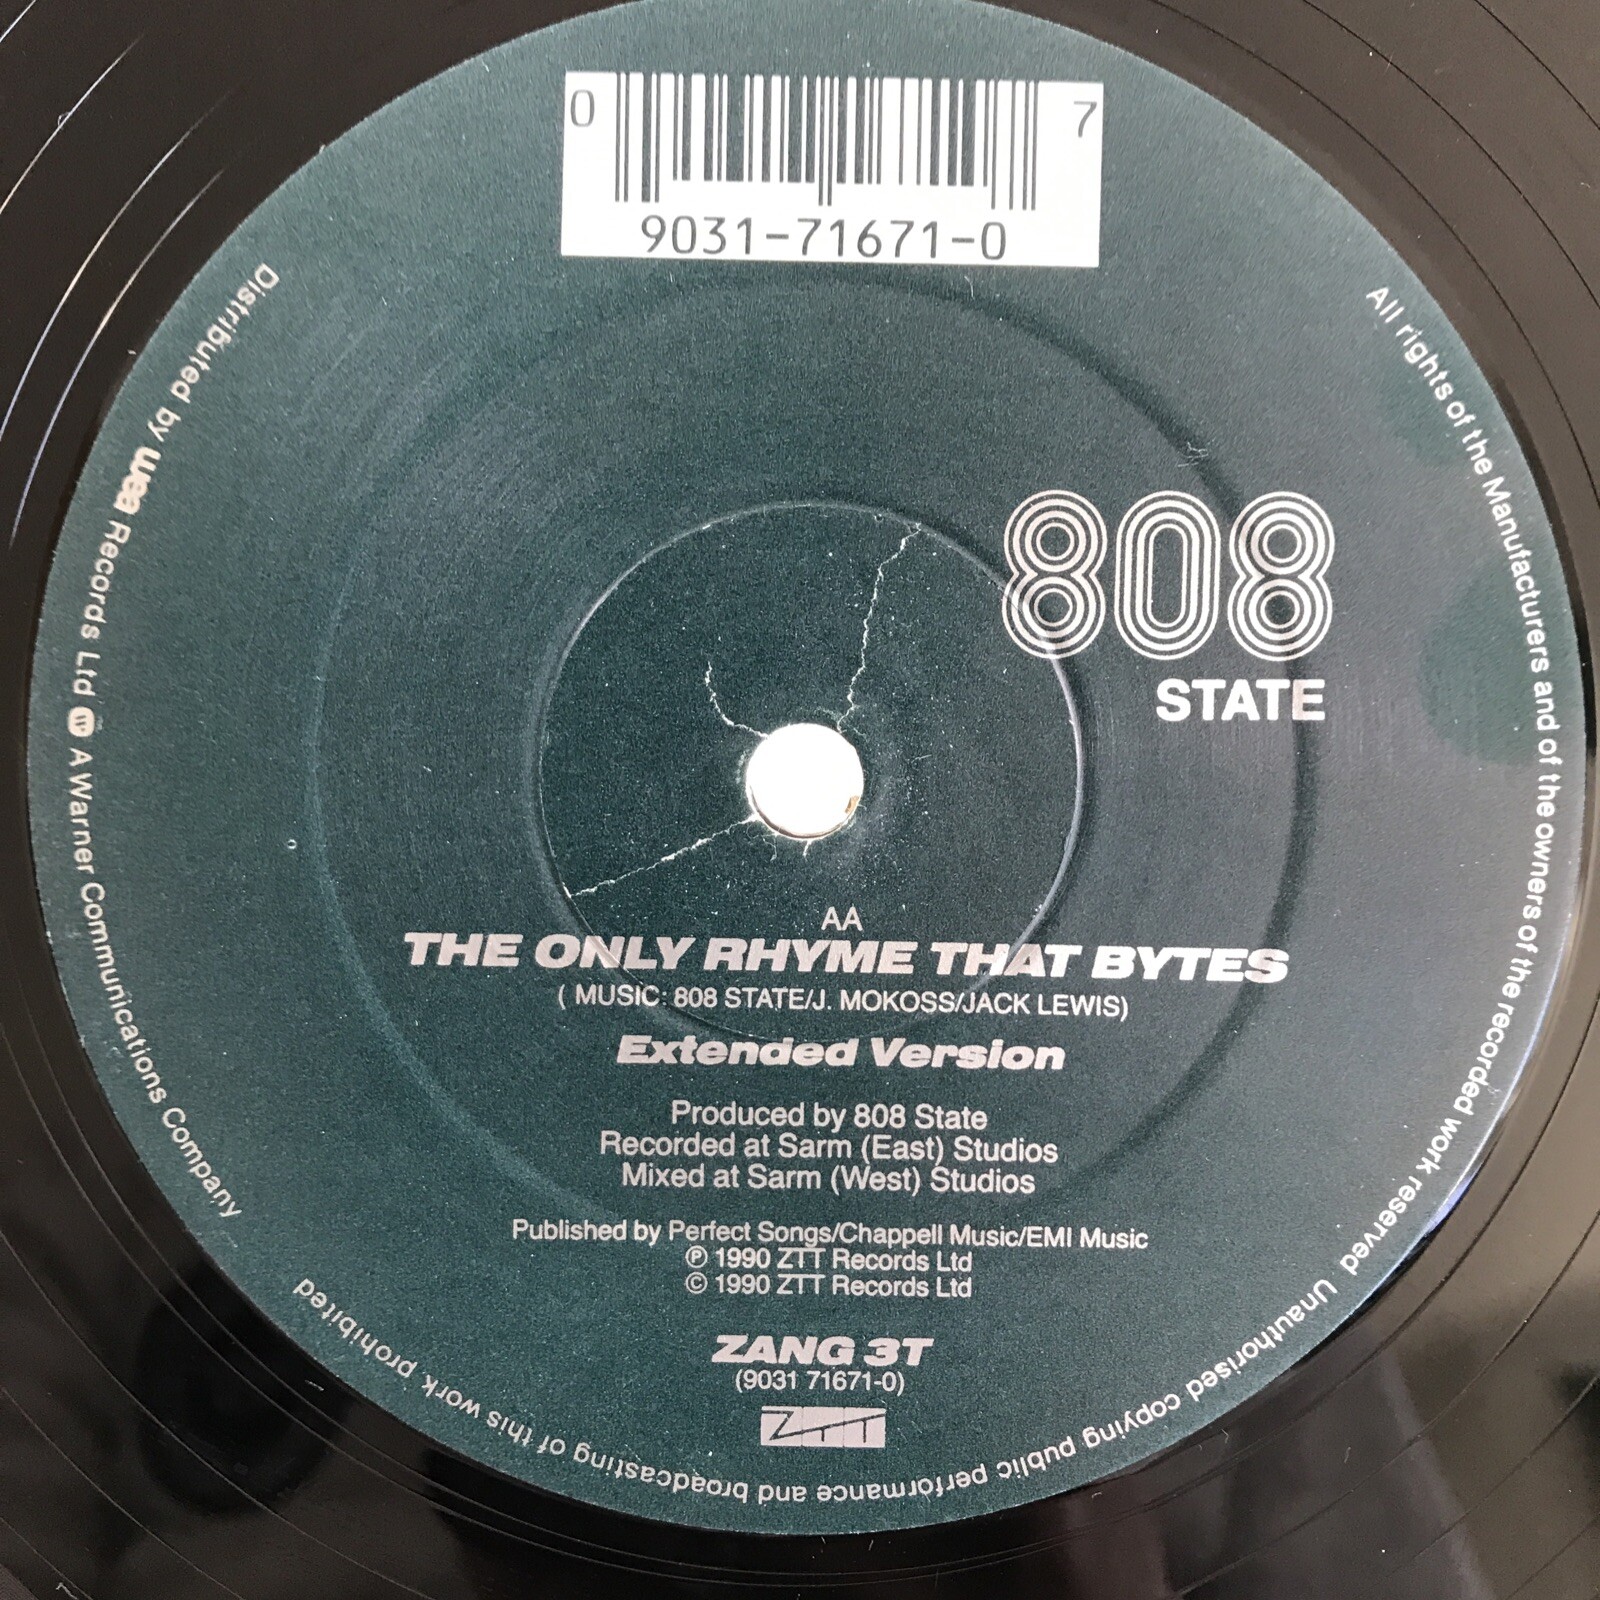 0 7
9031-71671-0
808
STATE
AA
THE ONLY RHYME THAT BYTES
( MUSIC: 808 STATE/J. MOKOSS/JACK LEWIS)
Extended Version
Produced by 808 State
Recorded at Sarm (East) Studios
Mixed at Sarm (West) Studios
Published by Perfect Songs/Chappell Music/EMI Music
℗ 1990 ZTT Records Ltd
© 1990 ZTT Records Ltd
ZANG 3T
(9031 71671-0)
ZTT
Distributed by wea Records Ltd A Warner Communications Company
All rights of the Manufacturers and of the owners of the recorded work reserved Unauthorised copying public performance and broadcasting of this work prohibited